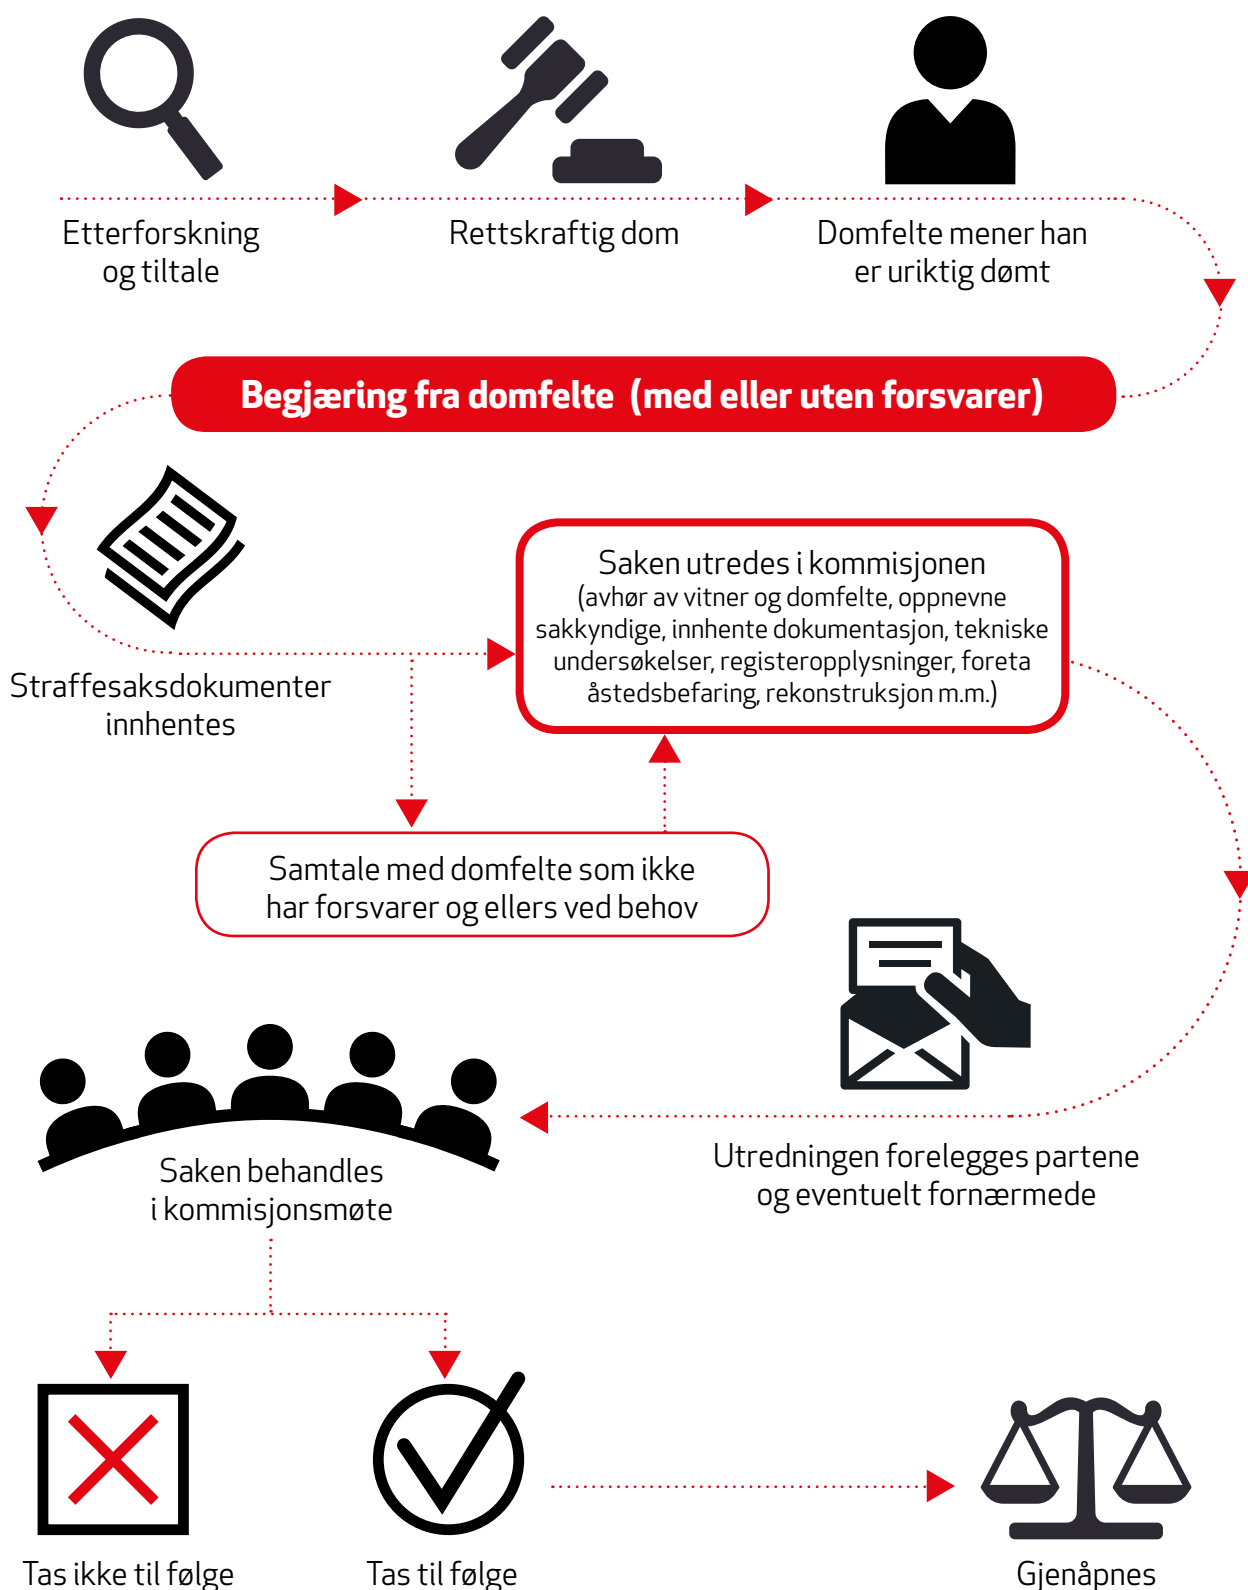 Etterforskning
og tiltale
Rettskraftig dom
Domfelte mener han
er uriktig dømt
Begjæring fra domfelte (med eller uten forsvarer)
Straffesaksdokumenter
innhentes
Saken utredes i kommisjonen
(avhør av vitner og domfelte, oppnevne
sakkyndige, innhente dokumentasjon, tekniske
undersøkelser, registeropplysninger, foreta
åstedsbefaring, rekonstruksjon m.m.)
Samtale med domfelte som ikke
har forsvarer og ellers ved behov
Utredningen forelegges partene
og eventuelt fornærmede
Saken behandles
i kommisjonsmøte
Tas ikke til følge
Tas til følge
Gjenåpnes